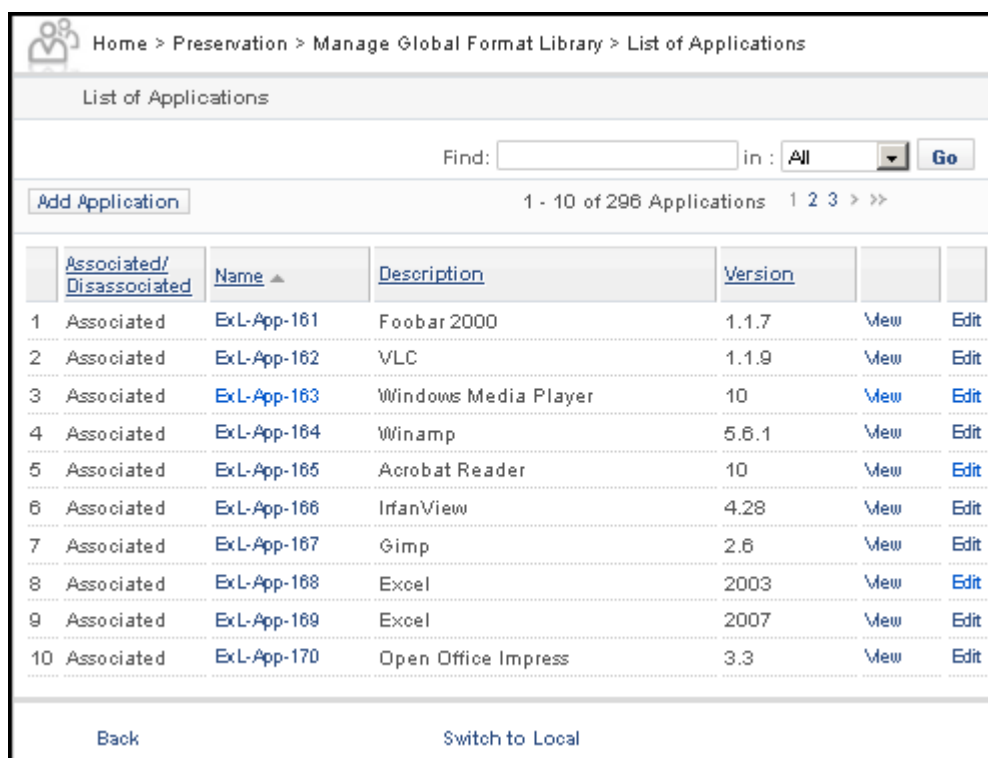 Home > Preservation > Manage Global Format Library > List of Applications
List of Applications
Find: in : All Go
Add Application 1 - 10 of 296 Applications 1 2 3 > >>
Associated/ Disassociated Name Description Version
1 Associated ExL-App-161 Foobar 2000 1.1.7 View Edit
2 Associated ExL-App-162 VLC 1.1.9 View Edit
3 Associated ExL-App-163 Windows Media Player 10 View Edit
4 Associated ExL-App-164 Winamp 5.6.1 View Edit
5 Associated ExL-App-165 Acrobat Reader 10 View Edit
6 Associated ExL-App-166 IrfanView 4.28 View Edit
7 Associated ExL-App-167 Gimp 2.6 View Edit
8 Associated ExL-App-168 Excel 2003 View Edit
9 Associated ExL-App-169 Excel 2007 View Edit
10 Associated ExL-App-170 Open Office Impress 3.3 View Edit
Back Switch to Local